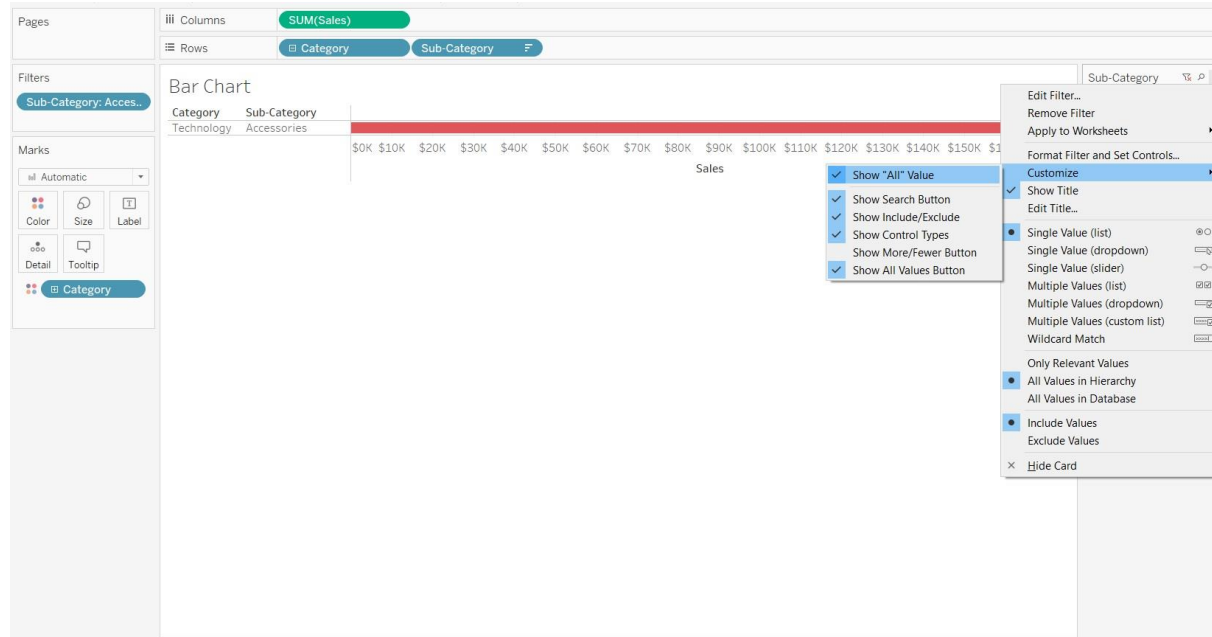 Pages
Columns
SUM(Sales)
Rows
Category
Sub-Category
Filters
Sub-Category: Acces..
Marks
Automatic
Color
Size
Label
Detail
Tooltip
Category
Bar Chart
Category Sub-Category
Technology Accessories
$0K $10K $20K $30K $40K $50K $60K $70K $80K $90K $100K $110K $120K $130K $140K $150K $1
Sales
Sub-Category
Show "All" Value
Show Search Button
Show Include/Exclude
Show Control Types
Show More/Fewer Button
Show All Values Button
Edit Filter...
Remove Filter
Apply to Worksheets
Format Filter and Set Controls...
Customize
Show Title
Edit Title...
Single Value (list)
Single Value (dropdown)
Single Value (slider)
Multiple Values (list)
Multiple Values (dropdown)
Multiple Values (custom list)
Wildcard Match
Only Relevant Values
All Values in Hierarchy
All Values in Database
Include Values
Exclude Values
Hide Card